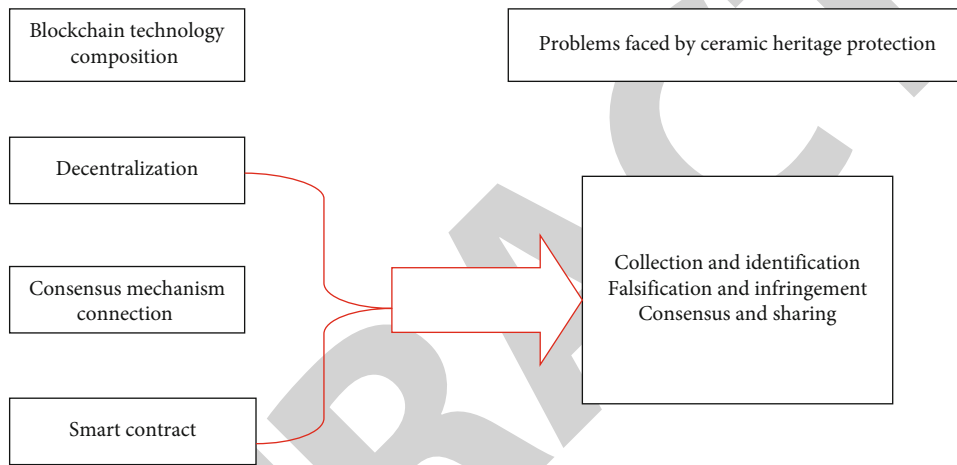 Blockchain technology
composition
Problems faced by ceramic heritage protection
Decentralization
Consensus mechanism
connection
Smart contract
Collection and identification
Falsification and infringement
Consensus and sharing
RACT